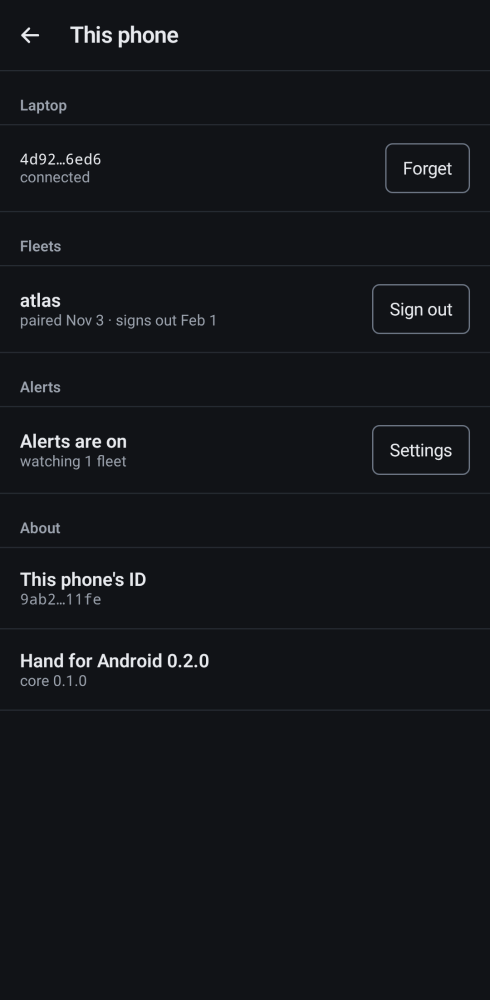 This phone
Laptop
4d92…6ed6
connected
Forget
Fleets
atlas
paired Nov 3 · signs out Feb 1
Sign out
Alerts
Alerts are on
watching 1 fleet
Settings
About
This phone's ID
9ab2…11fe
Hand for Android 0.2.0
core 0.1.0